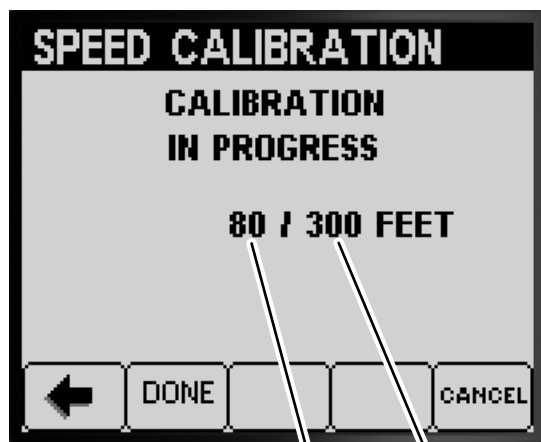 SPEED CALIBRATION
CALIBRATION
IN PROGRESS
80 / 300 FEET
DONE
CANCEL